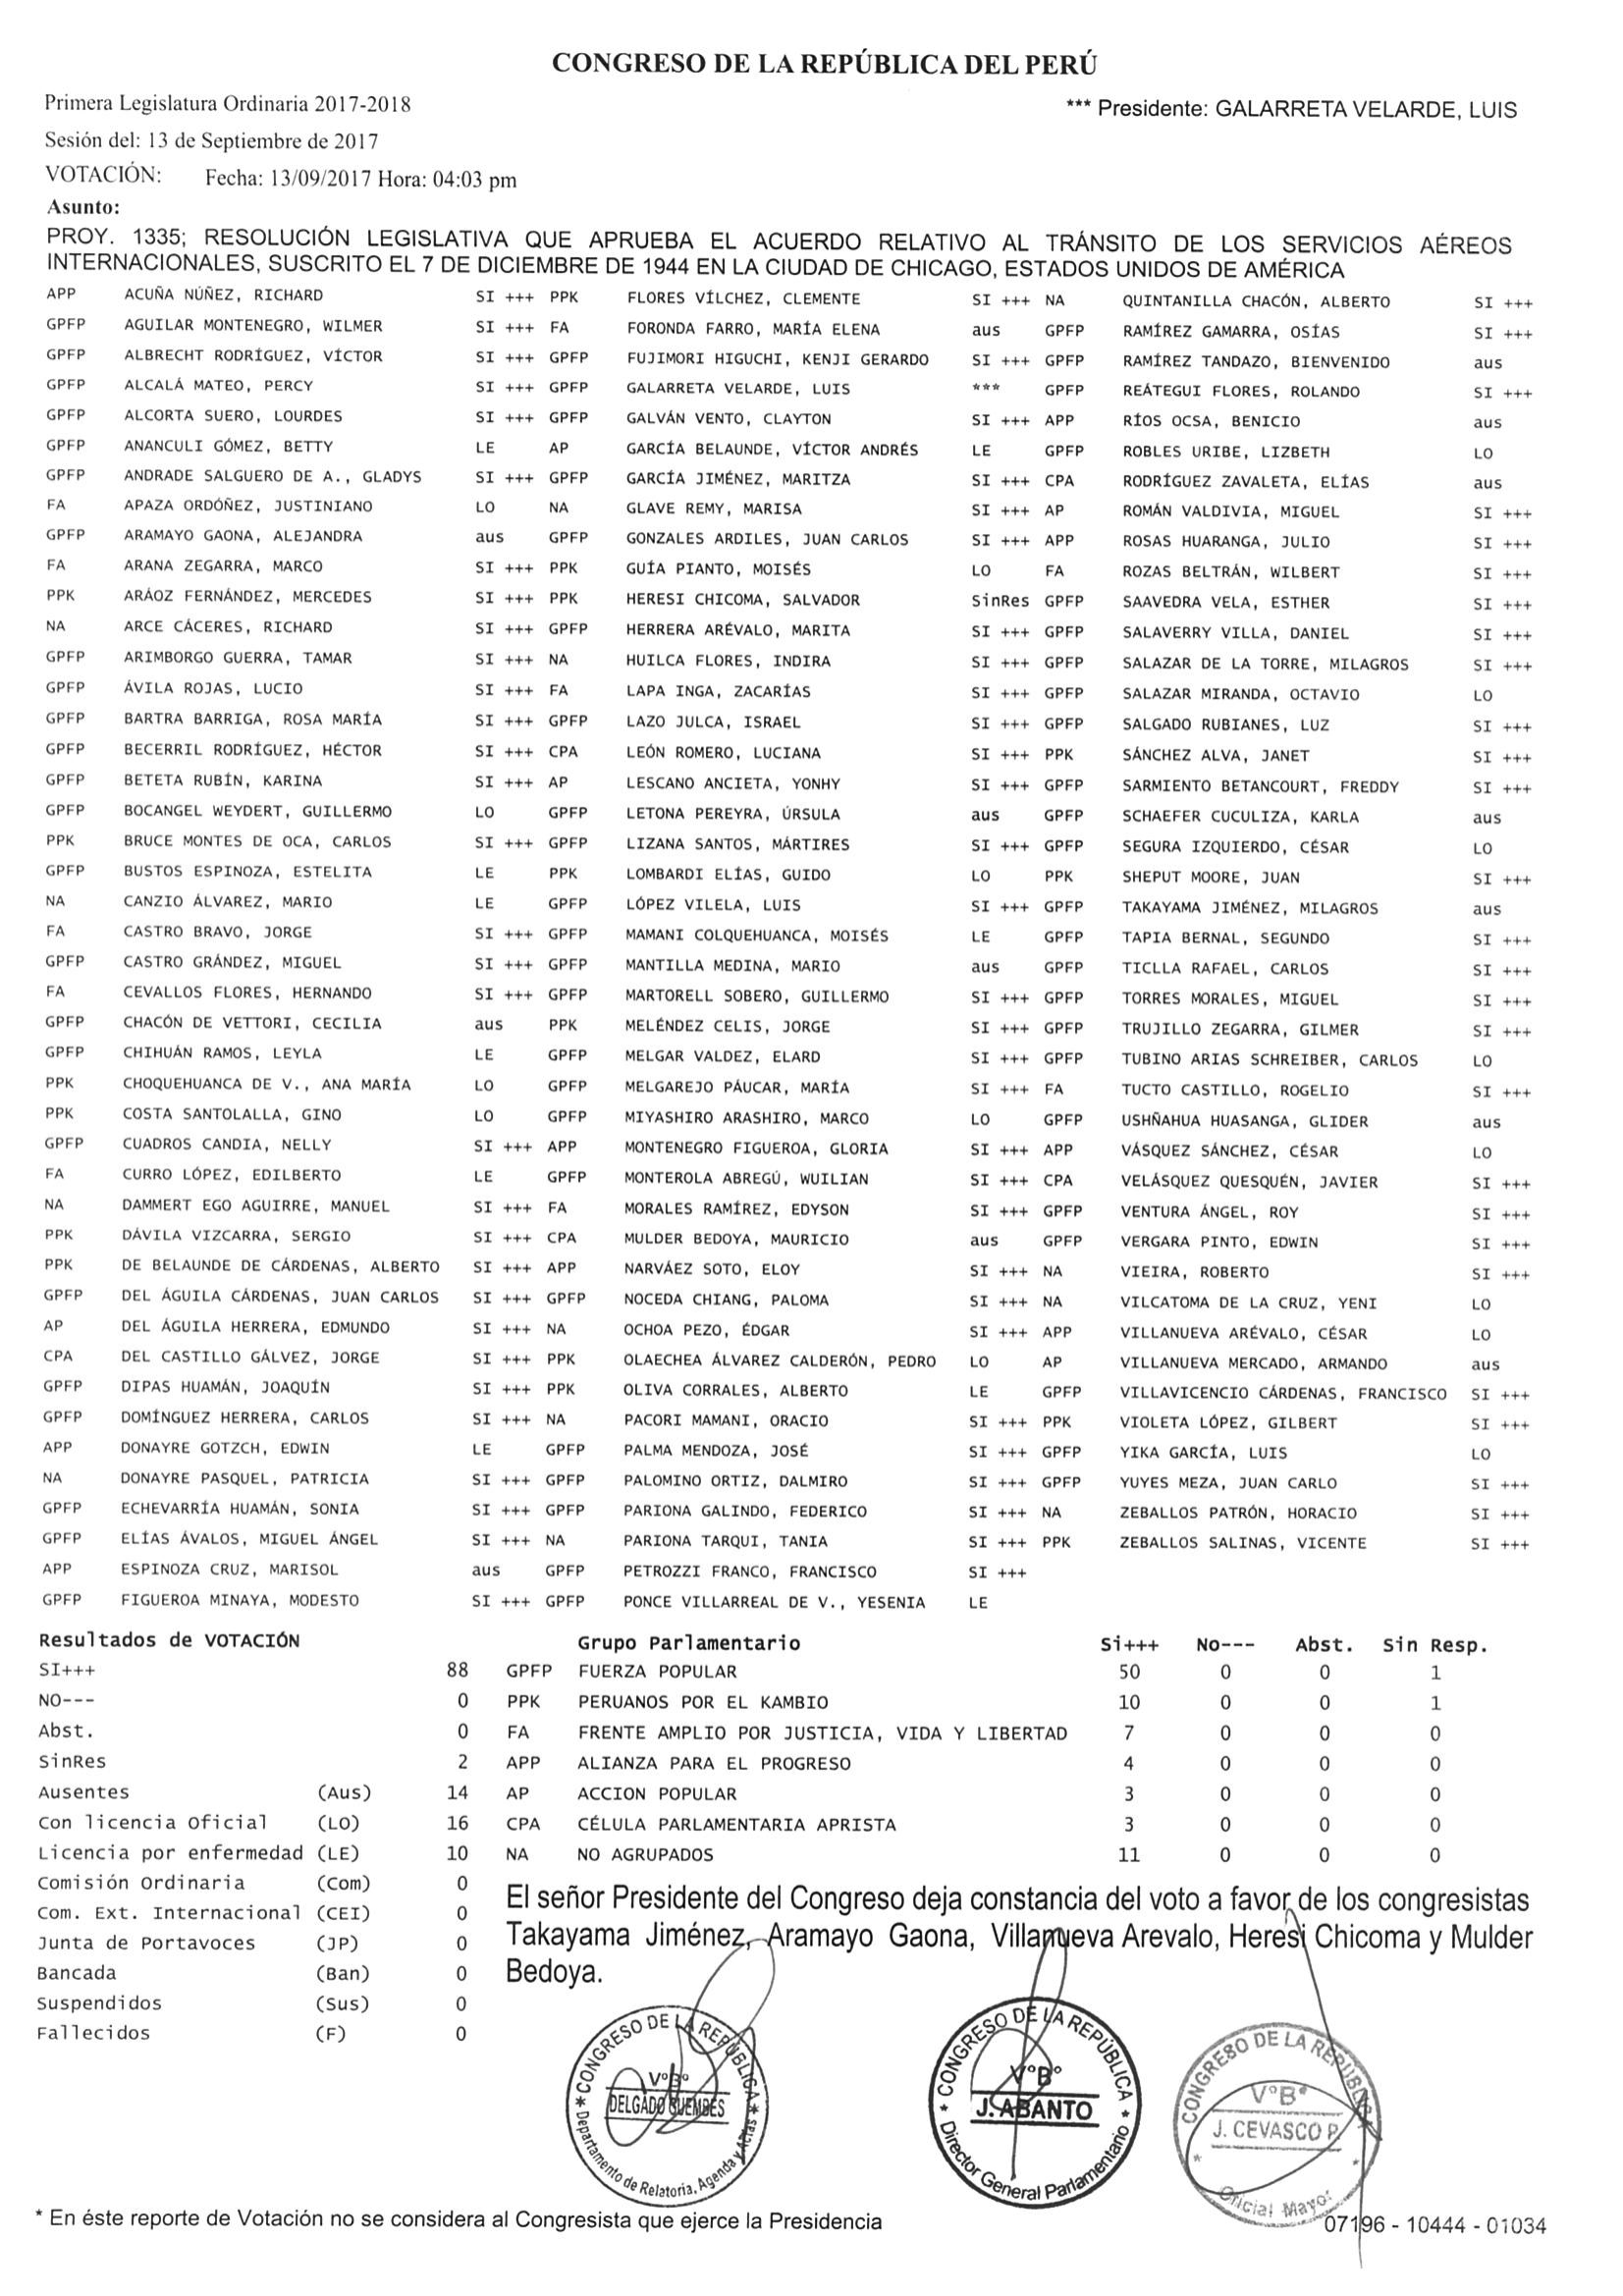 CONGRESO DE LA REPÚBLICA DEL PERÚ
Primera Legislatura Ordinaria 2017-2018
*** Presidente: GALARRETA VELARDE, LUIS
Sesión del: 13 de Septiembre de 2017
VOTACIÓN: Fecha: 13/09/2017 Hora: 04:03 pm
Asunto:
PROY. 1335; RESOLUCIÓN LEGISLATIVA QUE APRUEBA EL ACUERDO RELATIVO AL TRÁNSITO DE LOS SERVICIOS AÉREOS
INTERNACIONALES, SUSCRITO EL 7 DE DICIEMBRE DE 1944 EN LA CIUDAD DE CHICAGO, ESTADOS UNIDOS DE AMÉRICA
APP ACUÑA NÚÑEZ, RICHARD SI +++ PPK FLORES VÍLCHEZ, CLEMENTE SI +++ NA QUINTANILLA CHACÓN, ALBERTO SI +++
GPFP AGUILAR MONTENEGRO, WILMER SI +++ FA FORONDA FARRO, MARÍA ELENA aus GPFP RAMÍREZ GAMARRA, OSÍAS SI +++
GPFP ALBRECHT RODRÍGUEZ, VÍCTOR SI +++ GPFP FUJIMORI HIGUCHI, KENJI GERARDO SI +++ GPFP RAMÍREZ TANDAZO, BIENVENIDO aus
GPFP ALCALÁ MATEO, PERCY SI +++ GPFP GALARRETA VELARDE, LUIS *** GPFP REÁTEGUI FLORES, ROLANDO SI +++
GPFP ALCORTA SUERO, LOURDES SI +++ GPFP GALVÁN VENTO, CLAYTON SI +++ APP RÍOS OCSA, BENICIO aus
GPFP ANANCULI GÓMEZ, BETTY LE AP GARCÍA BELAUNDE, VÍCTOR ANDRÉS LE GPFP ROBLES URIBE, LIZBETH LO
GPFP ANDRADE SALGUERO DE A., GLADYS SI +++ GPFP GARCÍA JIMÉNEZ, MARITZA SI +++ CPA RODRÍGUEZ ZAVALETA, ELÍAS aus
FA APAZA ORDÓÑEZ, JUSTINIANO LO NA GLAVE REMY, MARISA SI +++ AP ROMÁN VALDIVIA, MIGUEL SI +++
GPFP ARAMAYO GAONA, ALEJANDRA aus GPFP GONZALES ARDILES, JUAN CARLOS SI +++ APP ROSAS HUARANGA, JULIO SI +++
FA ARANA ZEGARRA, MARCO SI +++ PPK GUÍA PIANTO, MOISÉS LO FA ROZAS BELTRÁN, WILBERT SI +++
PPK ARÁOZ FERNÁNDEZ, MERCEDES SI +++ PPK HERESI CHICOMA, SALVADOR SinRes GPFP SAAVEDRA VELA, ESTHER SI +++
NA ARCE CÁCERES, RICHARD SI +++ GPFP HERRERA ARÉVALO, MARITA SI +++ GPFP SALAVERRY VILLA, DANIEL SI +++
GPFP ARIMBORGO GUERRA, TAMAR SI +++ NA HUILCA FLORES, INDIRA SI +++ GPFP SALAZAR DE LA TORRE, MILAGROS SI +++
GPFP ÁVILA ROJAS, LUCIO SI +++ FA LAPA INGA, ZACARÍAS SI +++ GPFP SALAZAR MIRANDA, OCTAVIO LO
GPFP BARTRA BARRIGA, ROSA MARÍA SI +++ GPFP LAZO JULCA, ISRAEL SI +++ GPFP SALGADO RUBIANES, LUZ SI +++
GPFP BECERRIL RODRÍGUEZ, HÉCTOR SI +++ CPA LEÓN ROMERO, LUCIANA SI +++ PPK SÁNCHEZ ALVA, JANET SI +++
GPFP BETETA RUBÍN, KARINA SI +++ AP LESCANO ANCIETA, YONHY SI +++ GPFP SARMIENTO BETANCOURT, FREDDY SI +++
GPFP BOCANGEL WEYDERT, GUILLERMO LO GPFP LETONA PEREYRA, ÚRSULA aus GPFP SCHAEFER CUCULIZA, KARLA aus
PPK BRUCE MONTES DE OCA, CARLOS SI +++ GPFP LIZANA SANTOS, MÁRTIRES SI +++ GPFP SEGURA IZQUIERDO, CÉSAR LO
GPFP BUSTOS ESPINOZA, ESTELITA LE PPK LOMBARDI ELÍAS, GUIDO LO PPK SHEPUT MOORE, JUAN SI +++
NA CANZIO ÁLVAREZ, MARIO LE GPFP LÓPEZ VILELA, LUIS SI +++ GPFP TAKAYAMA JIMÉNEZ, MILAGROS aus
FA CASTRO BRAVO, JORGE SI +++ GPFP MAMANI COLQUEHUANCA, MOISÉS LE GPFP TAPIA BERNAL, SEGUNDO SI +++
GPFP CASTRO GRÁNDEZ, MIGUEL SI +++ GPFP MANTILLA MEDINA, MARIO aus GPFP TICLLA RAFAEL, CARLOS SI +++
FA CEVALLOS FLORES, HERNANDO SI +++ GPFP MARTORELL SOBERO, GUILLERMO SI +++ GPFP TORRES MORALES, MIGUEL SI +++
GPFP CHACÓN DE VETTORI, CECILIA aus PPK MELÉNDEZ CELIS, JORGE SI +++ GPFP TRUJILLO ZEGARRA, GILMER SI +++
GPFP CHIHUÁN RAMOS, LEYLA LE GPFP MELGAR VALDEZ, ELARD SI +++ GPFP TUBINO ARIAS SCHREIBER, CARLOS LO
PPK CHOQUEHUANCA DE V., ANA MARÍA LO GPFP MELGAREJO PÁUCAR, MARÍA SI +++ FA TUCTO CASTILLO, ROGELIO SI +++
PPK COSTA SANTOLALLA, GINO LO GPFP MIYASHIRO ARASHIRO, MARCO LO GPFP USHÑAHUA HUASANGA, GLIDER aus
GPFP CUADROS CANDIA, NELLY SI +++ APP MONTENEGRO FIGUEROA, GLORIA SI +++ APP VÁSQUEZ SÁNCHEZ, CÉSAR LO
FA CURRO LÓPEZ, EDILBERTO LE GPFP MONTEROLA ABREGÚ, WUILIAN SI +++ CPA VELÁSQUEZ QUESQUÉN, JAVIER SI +++
NA DAMMERT EGO AGUIRRE, MANUEL SI +++ FA MORALES RAMÍREZ, EDYSON SI +++ GPFP VENTURA ÁNGEL, ROY SI +++
PPK DÁVILA VIZCARRA, SERGIO SI +++ CPA MULDER BEDOYA, MAURICIO aus GPFP VERGARA PINTO, EDWIN SI +++
PPK DE BELAUNDE DE CÁRDENAS, ALBERTO SI +++ APP NARVÁEZ SOTO, ELOY SI +++ NA VIEIRA, ROBERTO SI +++
GPFP DEL ÁGUILA CÁRDENAS, JUAN CARLOS SI +++ GPFP NOCEDA CHIANG, PALOMA SI +++ NA VILCATOMA DE LA CRUZ, YENI LO
AP DEL ÁGUILA HERRERA, EDMUNDO SI +++ NA OCHOA PEZO, ÉDGAR SI +++ APP VILLANUEVA ARÉVALO, CÉSAR LO
CPA DEL CASTILLO GÁLVEZ, JORGE SI +++ PPK OLAECHEA ÁLVAREZ CALDERÓN, PEDRO LO AP VILLANUEVA MERCADO, ARMANDO aus
GPFP DIPAS HUAMÁN, JOAQUÍN SI +++ PPK OLIVA CORRALES, ALBERTO LE GPFP VILLAVICENCIO CÁRDENAS, FRANCISCO SI +++
GPFP DOMÍNGUEZ HERRERA, CARLOS SI +++ NA PACORI MAMANI, ORACIO SI +++ PPK VIOLETA LÓPEZ, GILBERT SI +++
APP DONAYRE GOTZCH, EDWIN LE GPFP PALMA MENDOZA, JOSÉ SI +++ GPFP YIKA GARCÍA, LUIS LO
NA DONAYRE PASQUEL, PATRICIA SI +++ GPFP PALOMINO ORTIZ, DALMIRO SI +++ GPFP YUYES MEZA, JUAN CARLO SI +++
GPFP ECHEVARRÍA HUAMÁN, SONIA SI +++ GPFP PARIONA GALINDO, FEDERICO SI +++ NA ZEBALLOS PATRÓN, HORACIO SI +++
GPFP ELÍAS ÁVALOS, MIGUEL ÁNGEL SI +++ NA PARIONA TARQUI, TANIA SI +++ PPK ZEBALLOS SALINAS, VICENTE SI +++
APP ESPINOZA CRUZ, MARISOL aus GPFP PETROZZI FRANCO, FRANCISCO SI +++
GPFP FIGUEROA MINAYA, MODESTO SI +++ GPFP PONCE VILLARREAL DE V., YESENIA LE
Resultados de VOTACIÓN Grupo Parlamentario Si+++ No--- Abst. Sin Resp.
SI+++ 88 GPFP FUERZA POPULAR 50 0 0 1
NO--- 0 PPK PERUANOS POR EL KAMBIO 10 0 0 1
Abst. 0 FA FRENTE AMPLIO POR JUSTICIA, VIDA Y LIBERTAD 7 0 0 0
SinRes 2 APP ALIANZA PARA EL PROGRESO 4 0 0 0
Ausentes (Aus) 14 AP ACCION POPULAR 3 0 0 0
Con licencia Oficial (LO) 16 CPA CÉLULA PARLAMENTARIA APRISTA 3 0 0 0
Licencia por enfermedad (LE) 10 NA NO AGRUPADOS 11 0 0 0
Comisión Ordinaria (Com) 0
Com. Ext. Internacional (CEI) 0
Junta de Portavoces (JP) 0
Bancada (Ban) 0
Suspendidos (Sus) 0
Fallecidos (F) 0
El señor Presidente del Congreso deja constancia del voto a favor de los congresistas
Takayama Jiménez, Aramayo Gaona, Villanueva Arevalo, Heresi Chicoma y Mulder
Bedoya.
* CONGRESO DE LA REPÚBLICA *
V°B°
DELGADO GUEMBES
Departamento de Relatoría, Agenda y Actas
* CONGRESO DE LA REPÚBLICA *
V°B°
J. ABANTO
Director General Parlamentario
* CONGRESO DE LA REPÚBLICA *
V°B°
J. CEVASCO P.
Oficial Mayor
* En éste reporte de Votación no se considera al Congresista que ejerce la Presidencia
07196 - 10444 - 01034